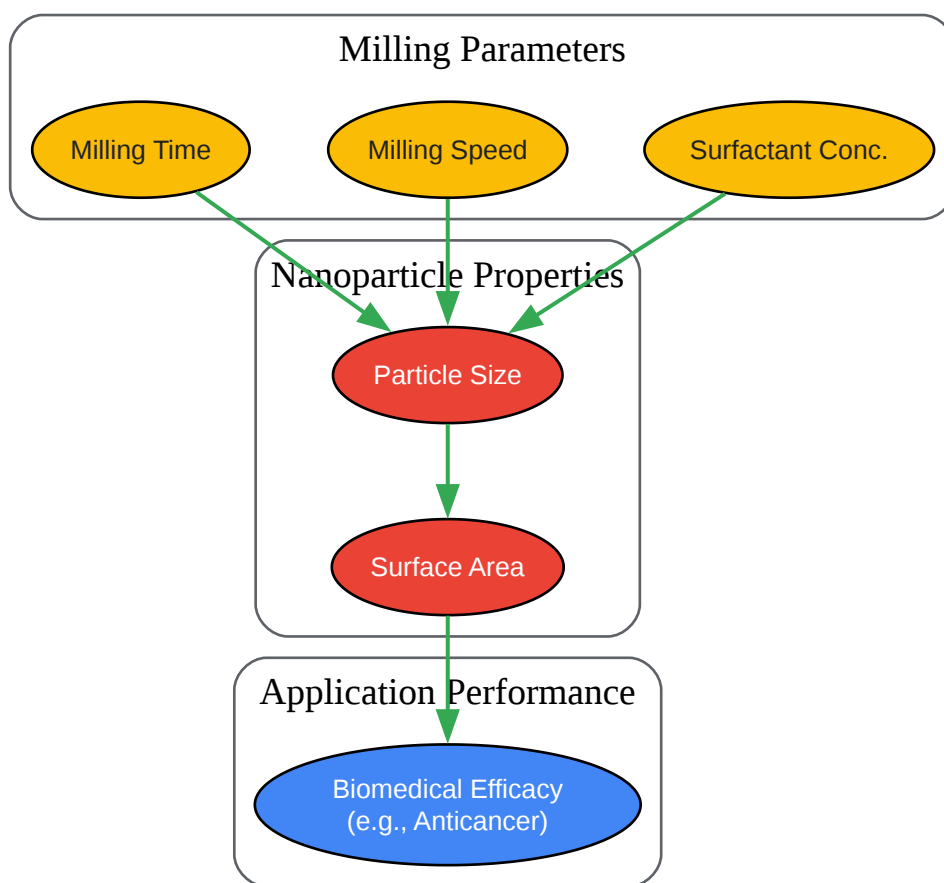 Milling Parameters
Milling Time
Milling Speed
Surfactant Conc.
Nanoparticle Properties
Particle Size
Surface Area
Application Performance
Biomedical Efficacy
(e.g., Anticancer)